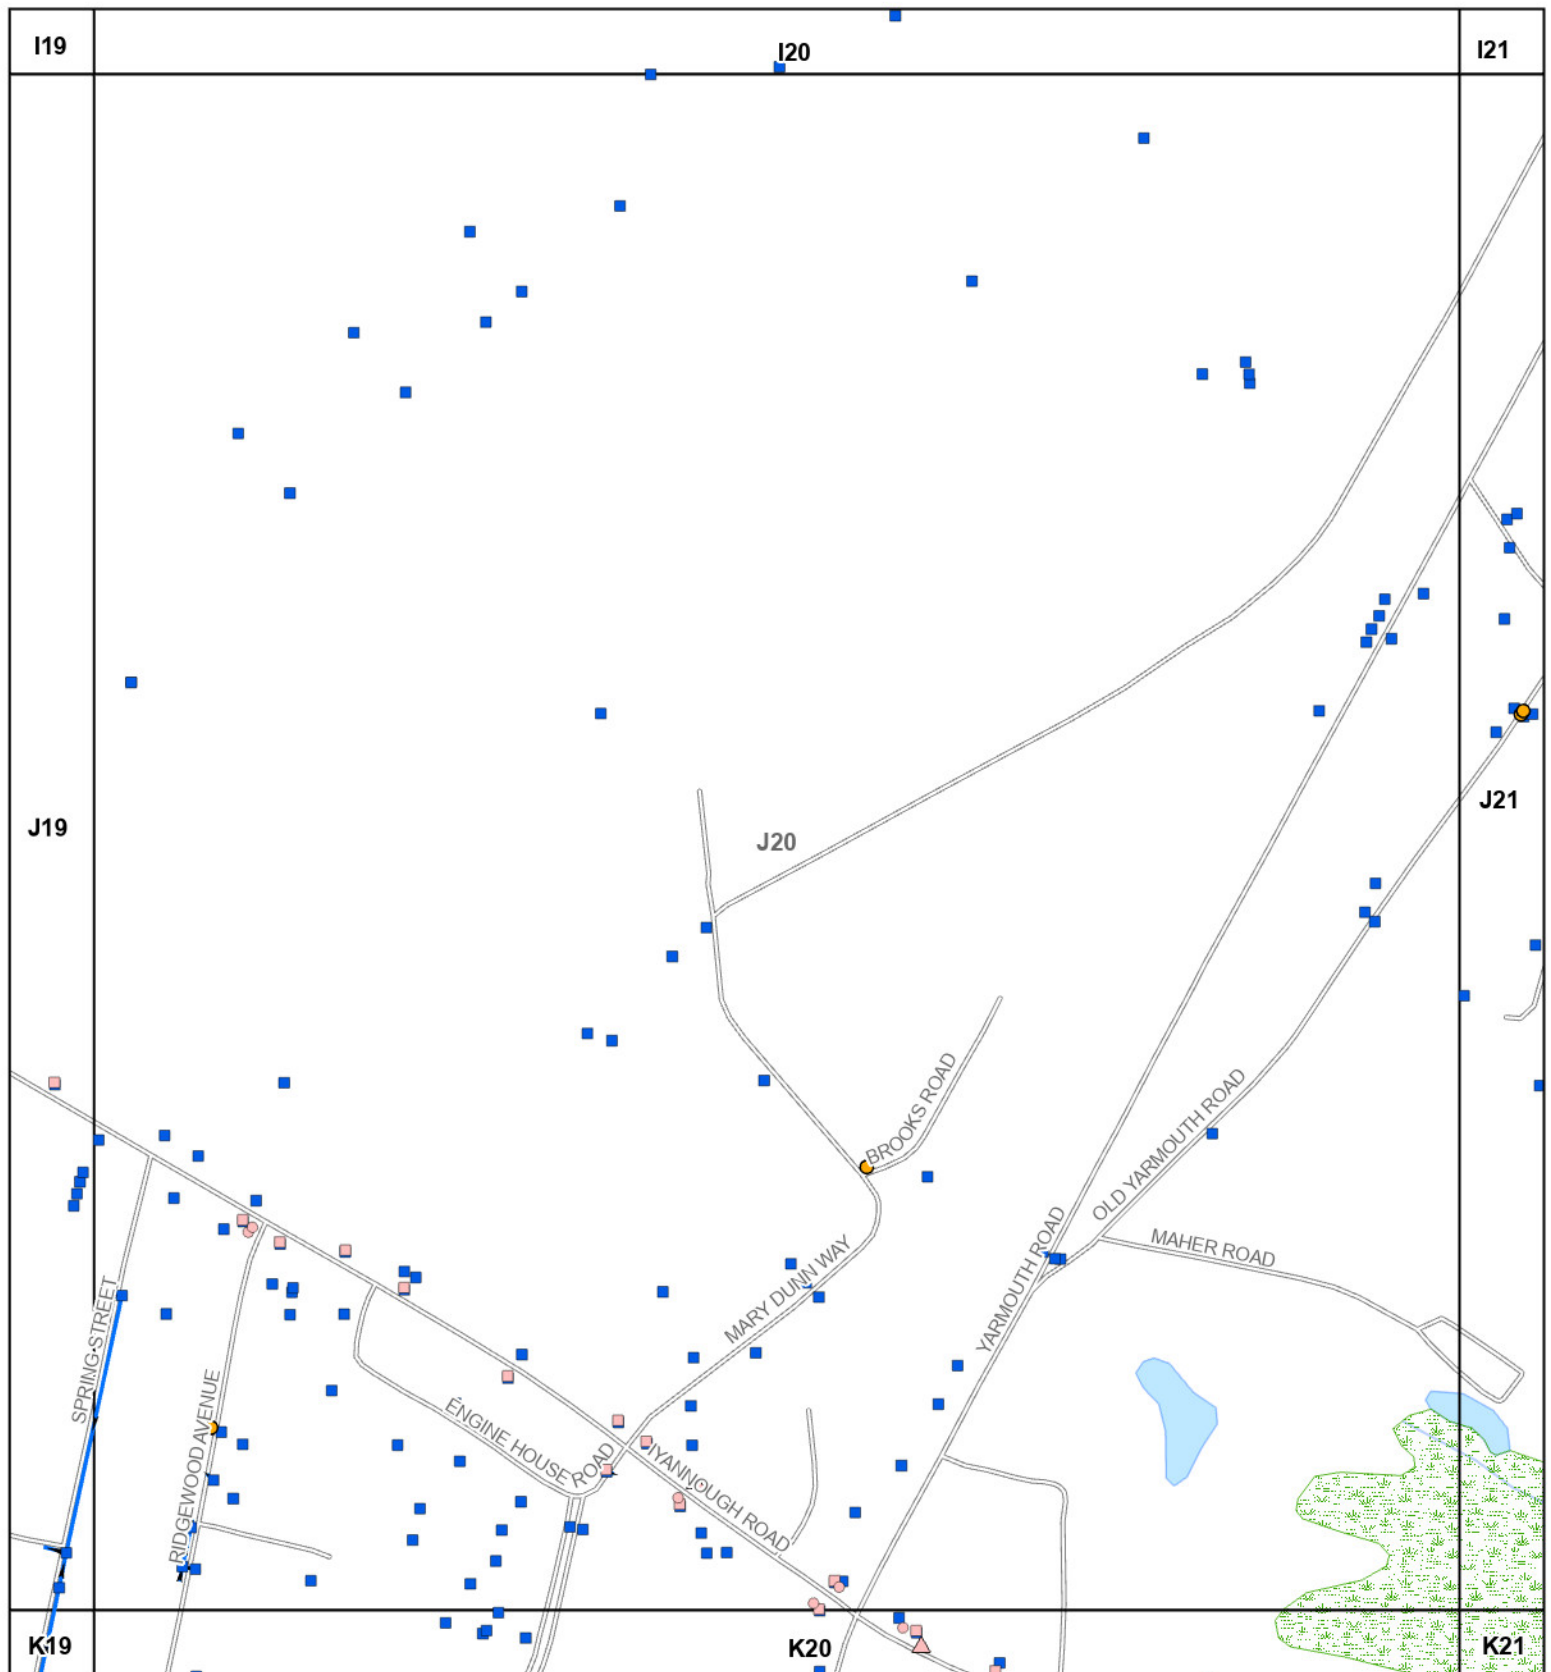 I19
I20
I21
J19
J20
J21
BROOKS ROAD
OLD YARMOUTH ROAD
MAHER ROAD
YARMOUTH ROAD
MARY DUNN WAY
SPRING STREET
RIDGEWOOD AVENUE
ENGINE HOUSE ROAD
IYANNOUGH ROAD
K19
K20
K21